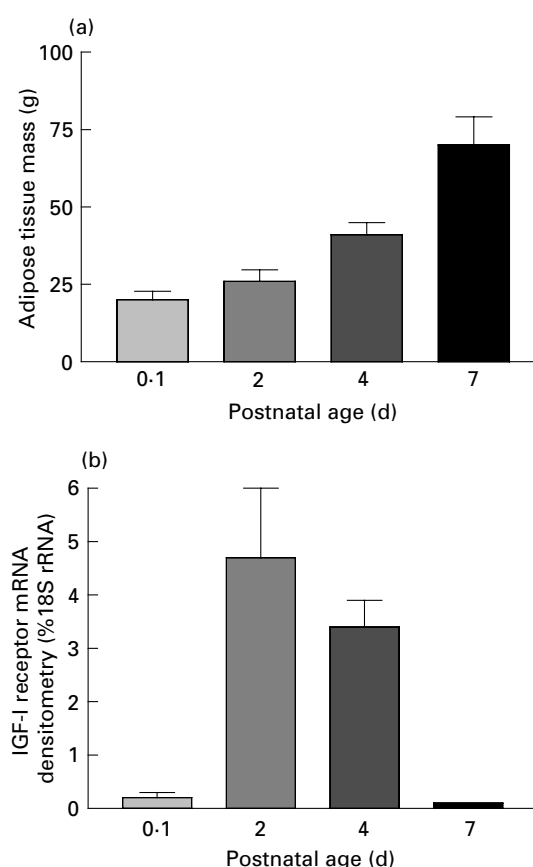 (a)
100
75
50
25
0
Adipose tissue mass (g)
0·1 2 4 7
Postnatal age (d)
(b)
6
5
4
3
2
1
0
IGF-I receptor mRNA
densitometry (%18S rRNA)
0·1 2 4 7
Postnatal age (d)